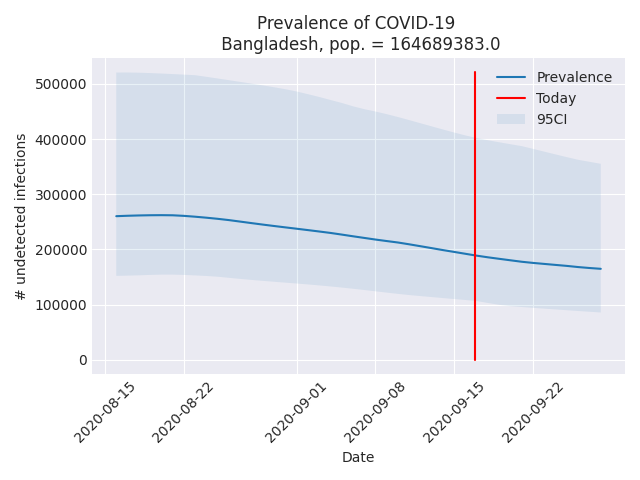 Prevalence of COVID-19
Bangladesh, pop. = 164689383.0
Prevalence
Today
95CI
# undetected infections
500000
400000
300000
200000
100000
0
2020-08-15
2020-08-22
2020-09-01
2020-09-08
2020-09-15
2020-09-22
Date